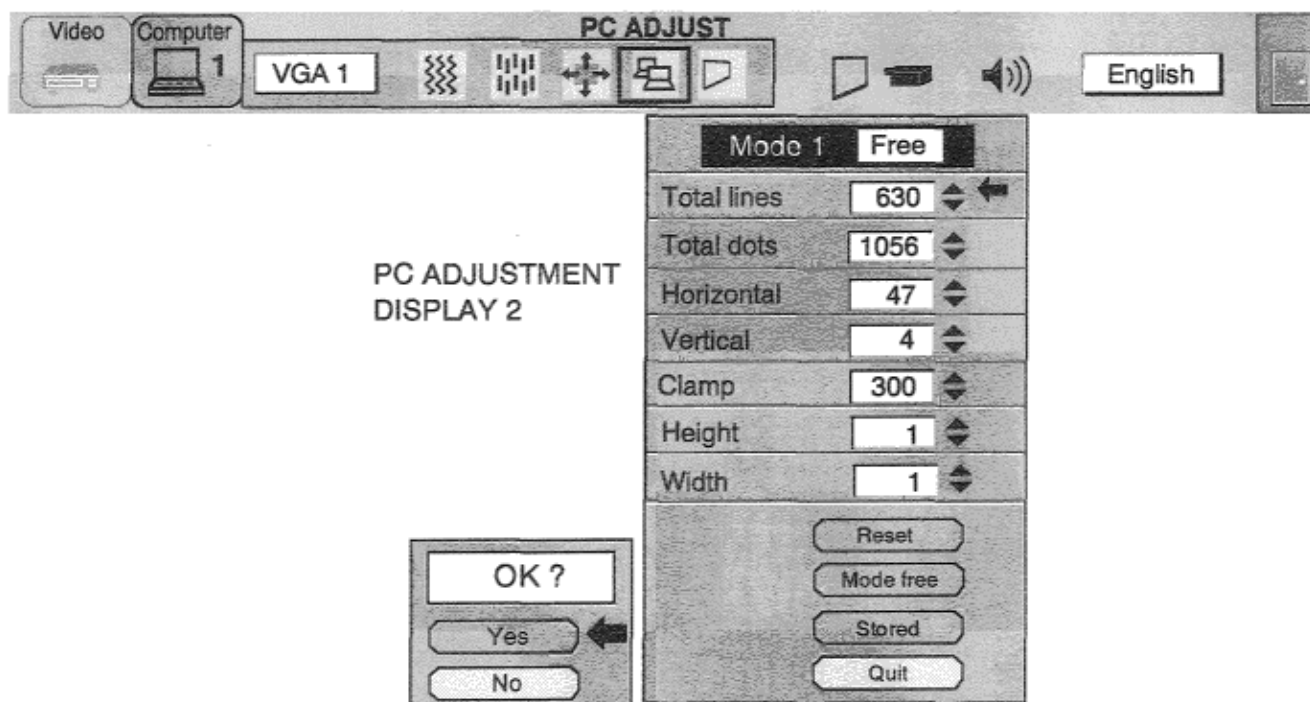 PC ADJUST
Video
Computer
1
VGA 1
English
Mode 1 Free
Total lines 630
Total dots 1056
Horizontal 47
Vertical 4
Clamp 300
Height 1
Width 1
Reset
Mode free
Stored
Quit
PC ADJUSTMENT
DISPLAY 2
OK ?
Yes
No